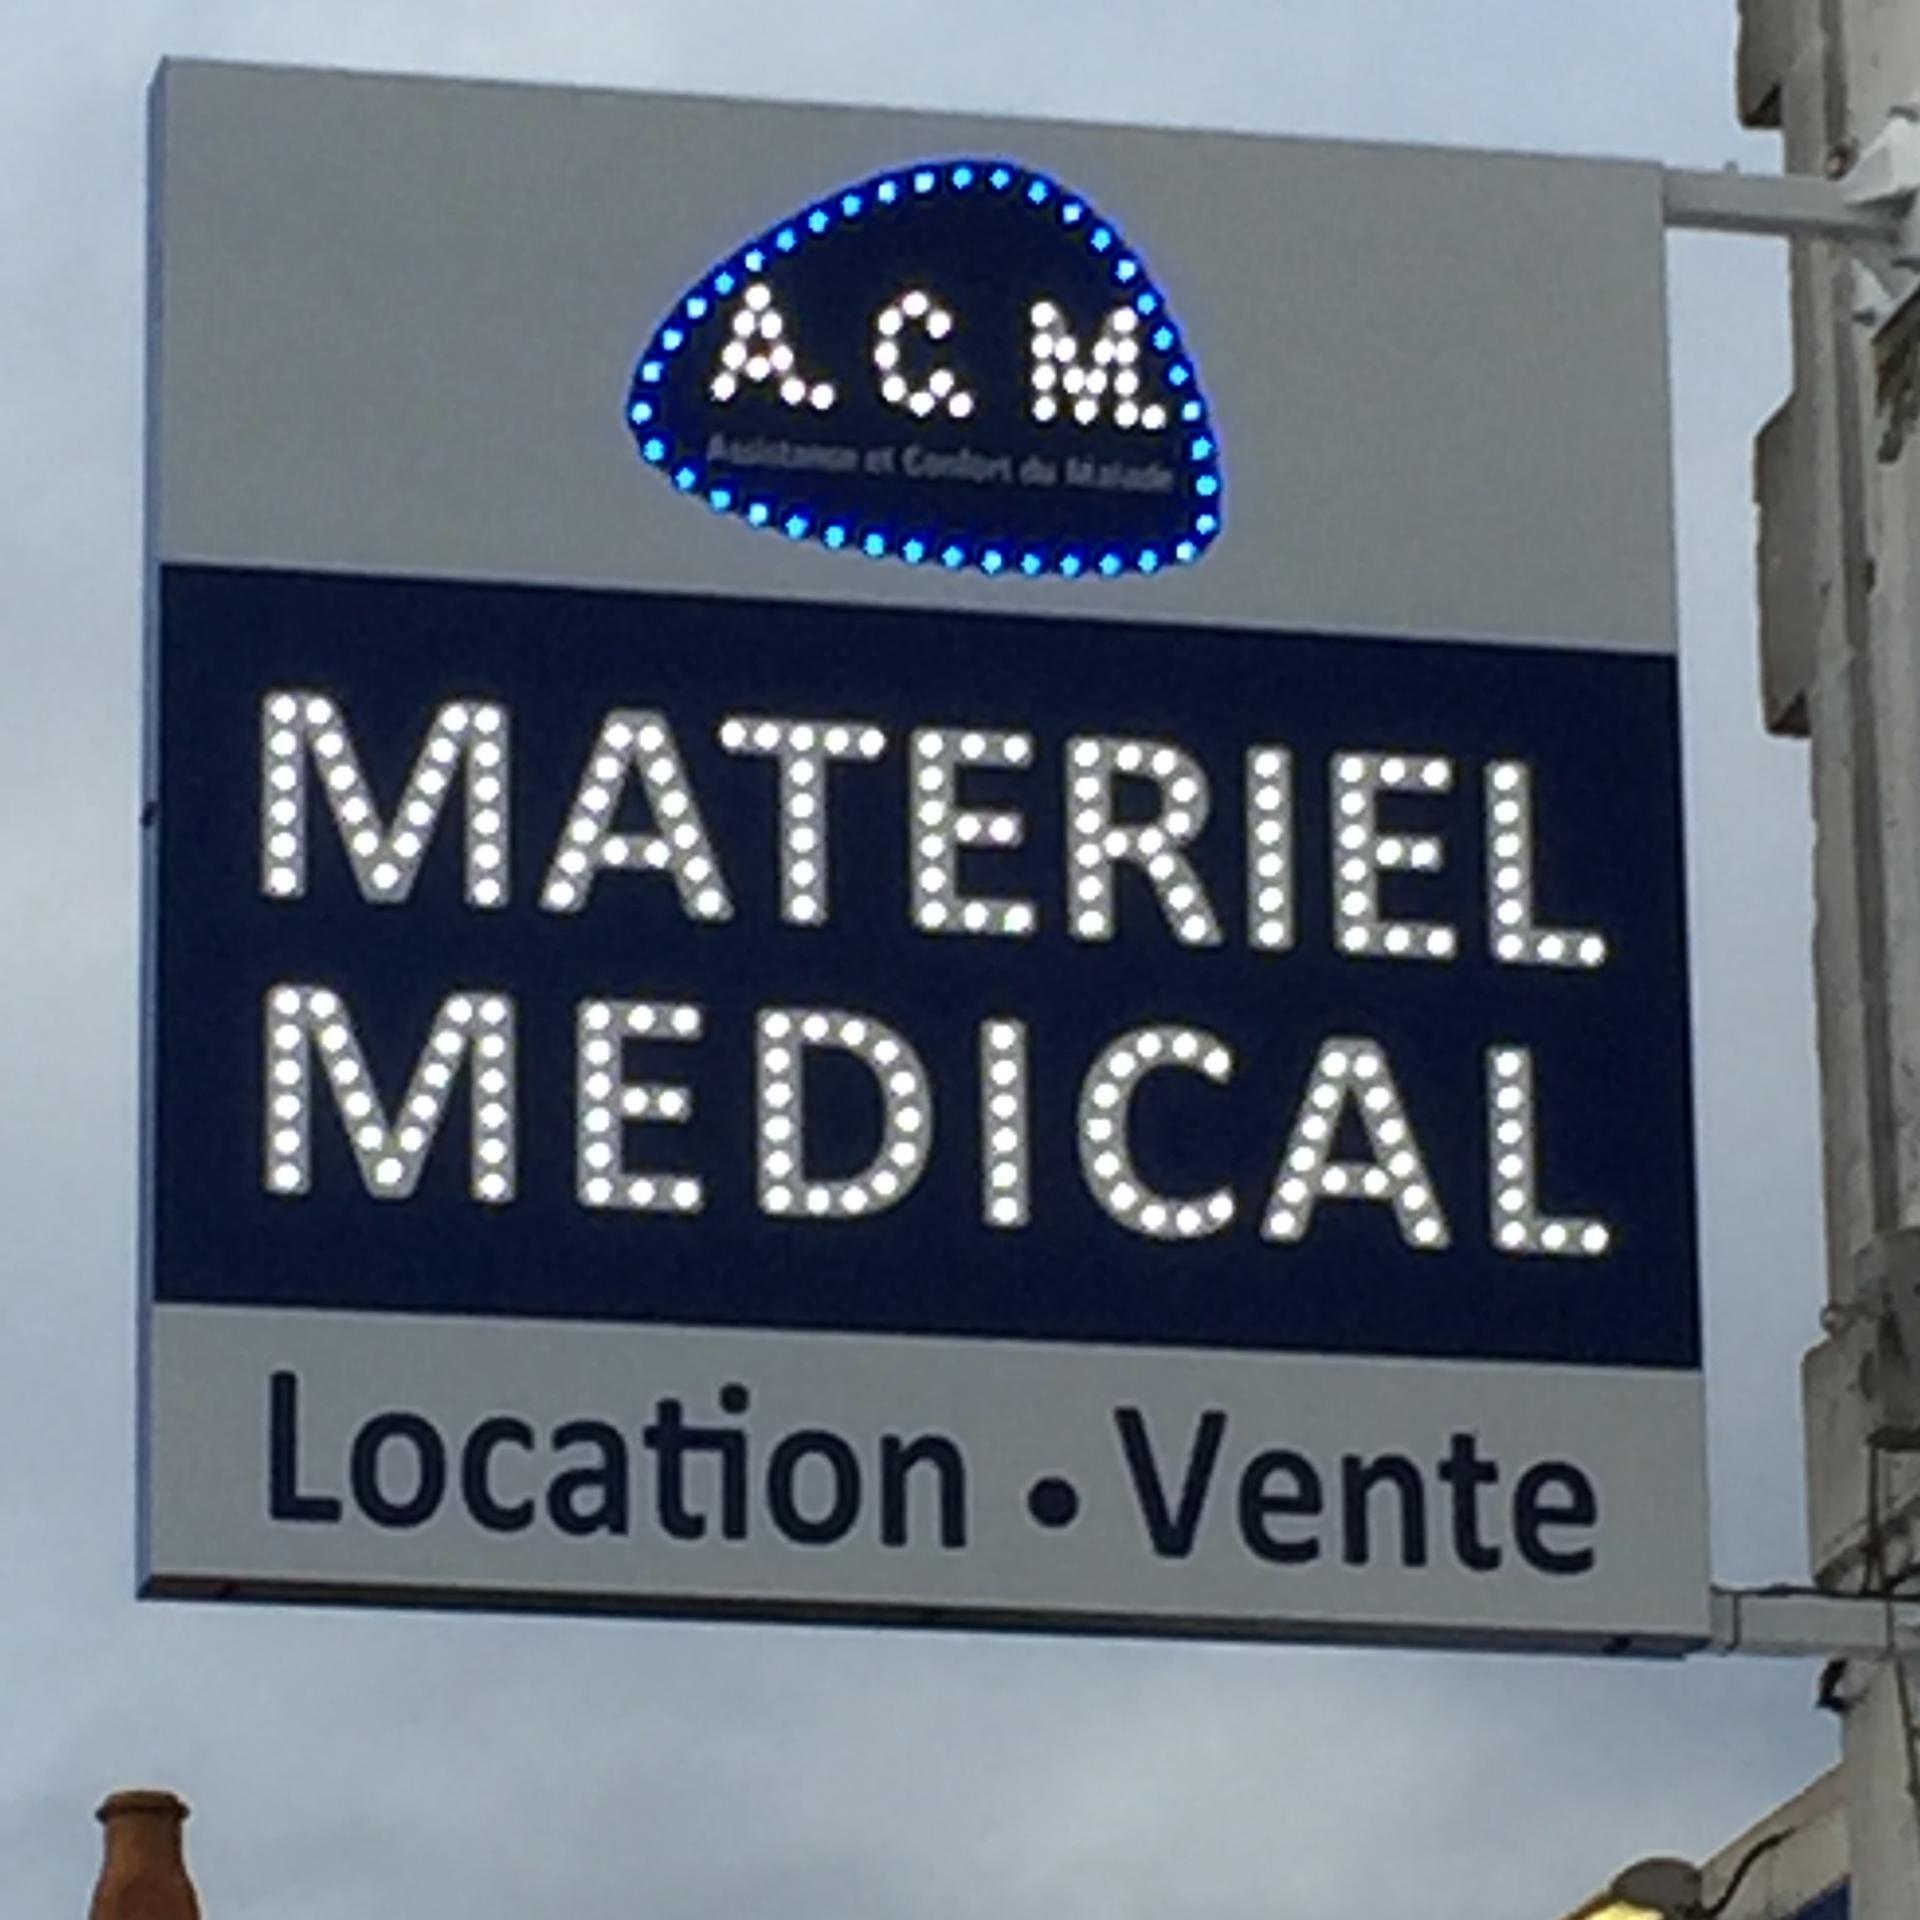 A. C. M.
Assistance et Confort du Malade
MATERIEL
MEDICAL
Location • Vente